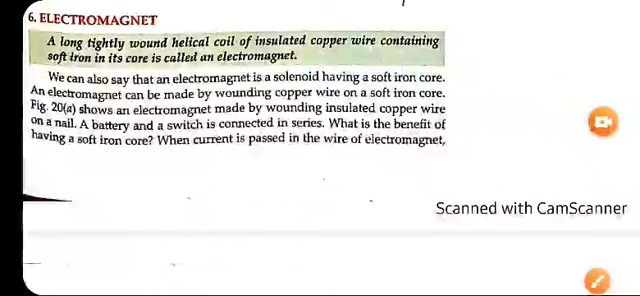 6. ELECTROMAGNET
A long tightly wound helical coil of insulated copper wire containing
soft iron in its core is called an electromagnet.
We can also say that an electromagnet is a solenoid having a soft iron core.
An electromagnet can be made by wounding copper wire on a soft iron core.
Fig. 20(a) shows an electromagnet made by wounding insulated copper wire
on a nail. A battery and a switch is connected in series. What is the benefit of
having a soft iron core? When current is passed in the wire of electromagnet,
Scanned with CamScanner